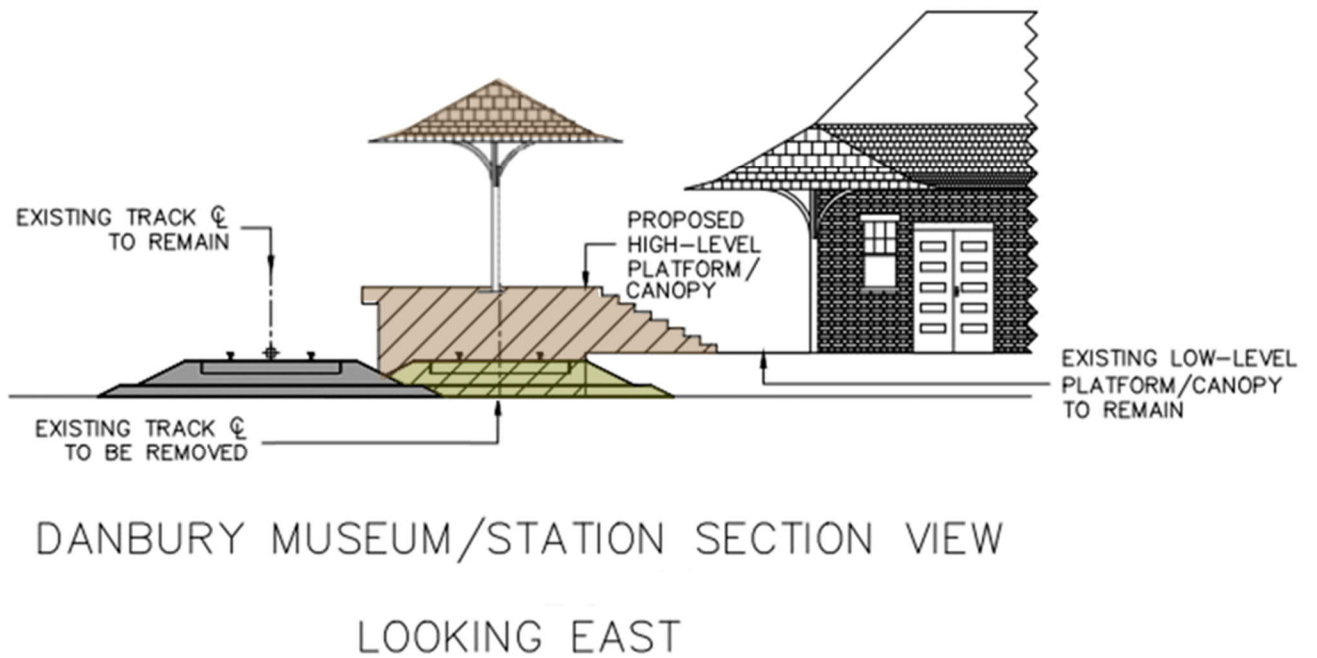 EXISTING TRACK ℄
TO REMAIN
PROPOSED
HIGH-LEVEL
PLATFORM/
CANOPY
EXISTING LOW-LEVEL
PLATFORM/CANOPY
TO REMAIN
EXISTING TRACK ℄
TO BE REMOVED
DANBURY MUSEUM/STATION SECTION VIEW
LOOKING EAST